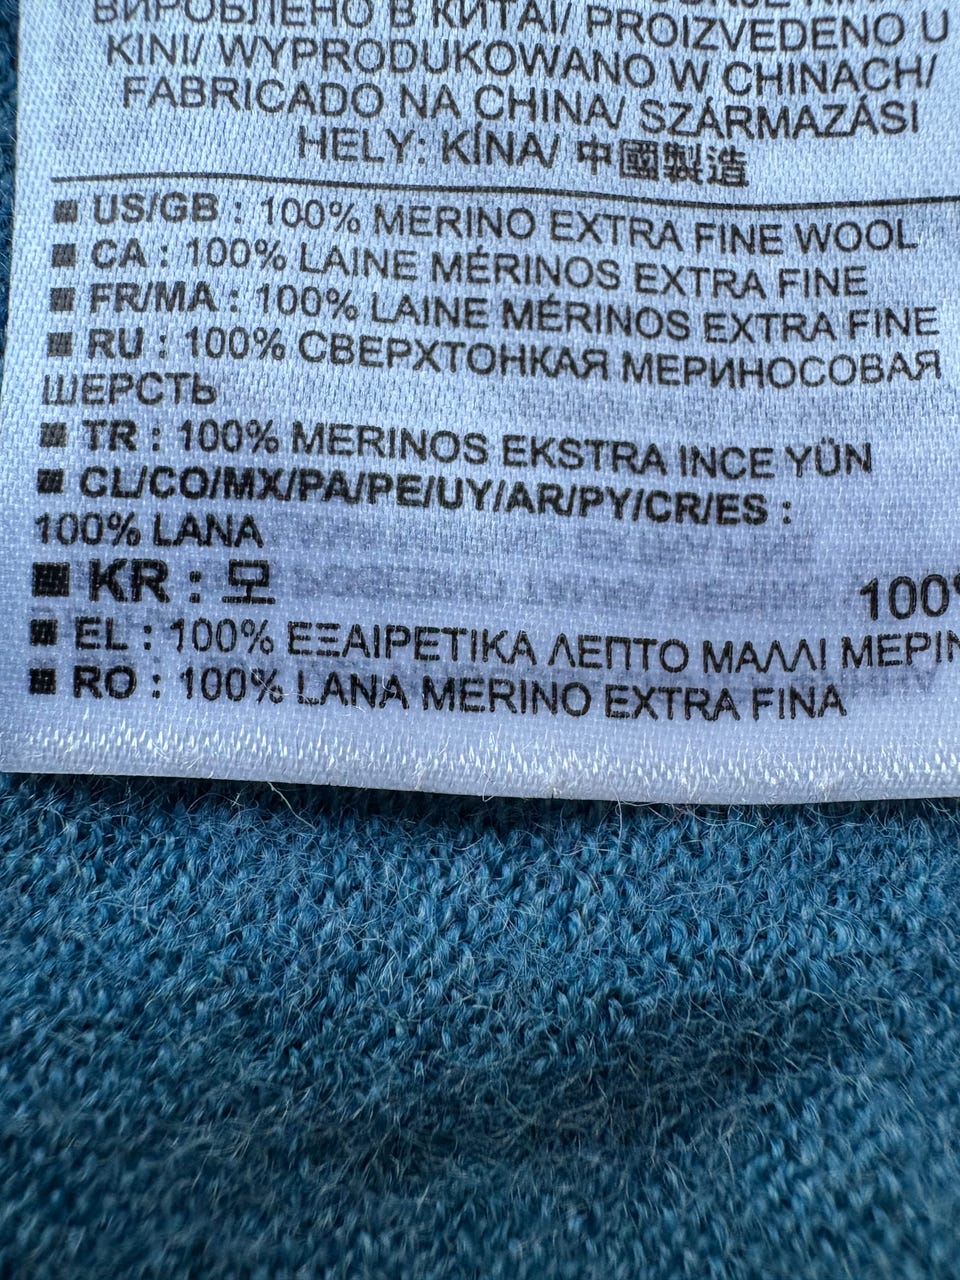 ВИРОБЛЕНО В КИТАЇ/ PROIZVEDENO U
KINI/ WYPRODUKOWANO W CHINACH/
FABRICADO NA CHINA/ SZÁRMAZÁSI
HELY: KÍNA/ 中國製造
■ US/GB : 100% MERINO EXTRA FINE WOOL
■ CA : 100% LAINE MÉRINOS EXTRA FINE
■ FR/MA : 100% LAINE MÉRINOS EXTRA FINE
■ RU : 100% СВЕРХТОНКАЯ МЕРИНОСОВАЯ
ШЕРСТЬ
■ TR : 100% MERINOS EKSTRA INCE YÜN
■ CL/CO/MX/PA/PE/UY/AR/PY/CR/ES :
100% LANA
■ KR : 모 100%
■ EL : 100% ΕΞΑΙΡΕΤΙΚΑ ΛΕΠΤΟ ΜΑΛΛΙ ΜΕΡΙΝ
■ RO : 100% LANA MERINO EXTRA FINA